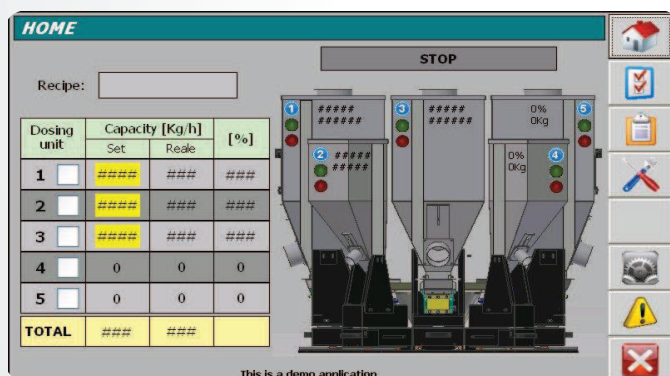 HOME
STOP
Recipe:
Dosing unit Capacity [Kg/h] [%]
Set Reale
1 #### ### ###
2 #### ### ###
3 #### ### ###
4 0 0 0
5 0 0 0
TOTAL ### ###
1 #####
######
2 #####
#####
3 #####
######
0% 5
0Kg
0% 4
0Kg
This is a demo application